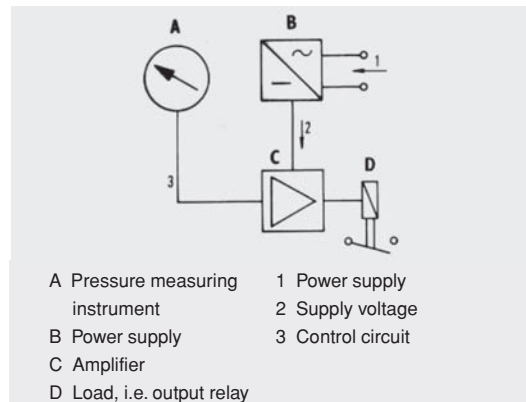 A
B
1
2
C
3
D
A Pressure measuring instrument
B Power supply
C Amplifier
D Load, i.e. output relay
1 Power supply
2 Supply voltage
3 Control circuit